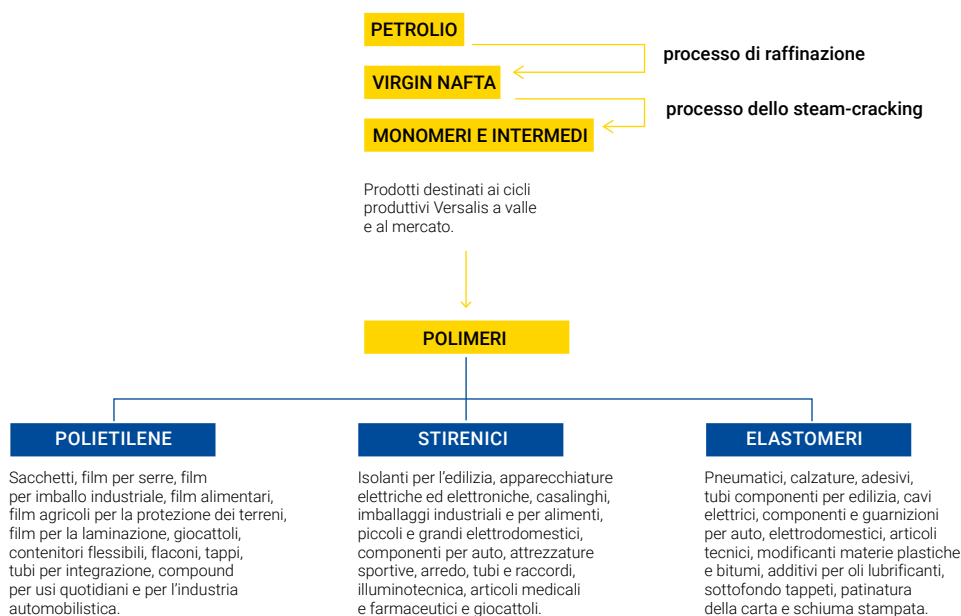 PETROLIO
processo di raffinazione
VIRGIN NAFTA
processo dello steam-cracking
MONOMERI E INTERMEDI
Prodotti destinati ai cicli
produttivi Versalis a valle
e al mercato.
POLIMERI
POLIETILENE
Sacchetti, film per serre, film
per imballo industriale, film alimentari,
film agricoli per la protezione dei terreni,
film per la laminazione, giocattoli,
contenitori flessibili, flaconi, tappi,
tubi per integrazione, compound
per usi quotidiani e per l'industria
automobilistica.
STIRENICI
Isolanti per l'edilizia, apparecchiature
elettriche ed elettroniche, casalinghi,
imballaggi industriali e per alimenti,
piccoli e grandi elettrodomestici,
componenti per auto, attrezzature
sportive, arredo, tubi e raccordi,
illuminotecnica, articoli medicali
e farmaceutici e giocattoli.
ELASTOMERI
Pneumatici, calzature, adesivi,
tubi componenti per edilizia, cavi
elettrici, componenti e guarnizioni
per auto, elettrodomestici, articoli
tecnici, modificanti materie plastiche
e bitumi, additivi per oli lubrificanti,
sottofondo tappeti, patinatura
della carta e schiuma stampata.